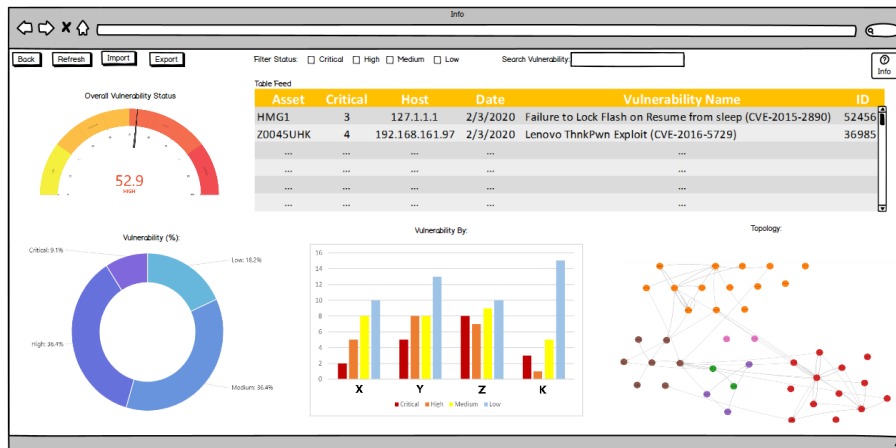 Info
Back Refresh Import Export
Filter Status: Critical High Medium Low
Search Vulnerability:
Info
Overall Vulnerability Status
52.9
HIGH
Table Feed
Asset Critical Host Date Vulnerability Name ID
HMG1 3 127.1.1.1 2/3/2020 Failure to Lock Flash on Resume from sleep (CVE-2015-2890) 52456
Z0045UHK 4 192.168.161.97 2/3/2020 Lenovo ThnkPwn Exploit (CVE-2016-5729) 36985
... ... ... ... ... ...
... ... ... ... ...
... ... ... ... ...
... ... ... ... ...
Vulnerability (%):
Critical: 9.1%
Low: 18.2%
High: 36.4%
Medium: 36.4%
Vulnerability By:
16
14
12
10
8
6
4
2
0
X Y Z K
Critical High Medium Low
Topology: